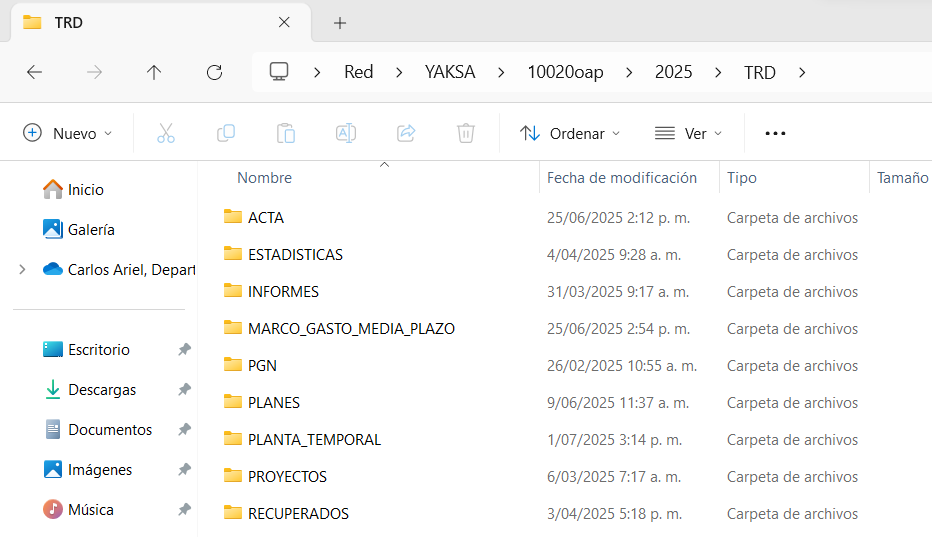 TRD
Red YAKSA 10020oap 2025 TRD
Nuevo Ordenar Ver
Nombre Fecha de modificación Tipo Tamaño
Inicio
Galería
Carlos Ariel, Depart
Escritorio
Descargas
Documentos
Imágenes
Música
ACTA 25/06/2025 2:12 p. m. Carpeta de archivos
ESTADISTICAS 4/04/2025 9:28 a. m. Carpeta de archivos
INFORMES 31/03/2025 9:17 a. m. Carpeta de archivos
MARCO_GASTO_MEDIA_PLAZO 25/06/2025 2:54 p. m. Carpeta de archivos
PGN 26/02/2025 10:55 a. m. Carpeta de archivos
PLANES 9/06/2025 11:37 a. m. Carpeta de archivos
PLANTA_TEMPORAL 1/07/2025 3:14 p. m. Carpeta de archivos
PROYECTOS 6/03/2025 7:17 a. m. Carpeta de archivos
RECUPERADOS 3/04/2025 5:18 p. m. Carpeta de archivos